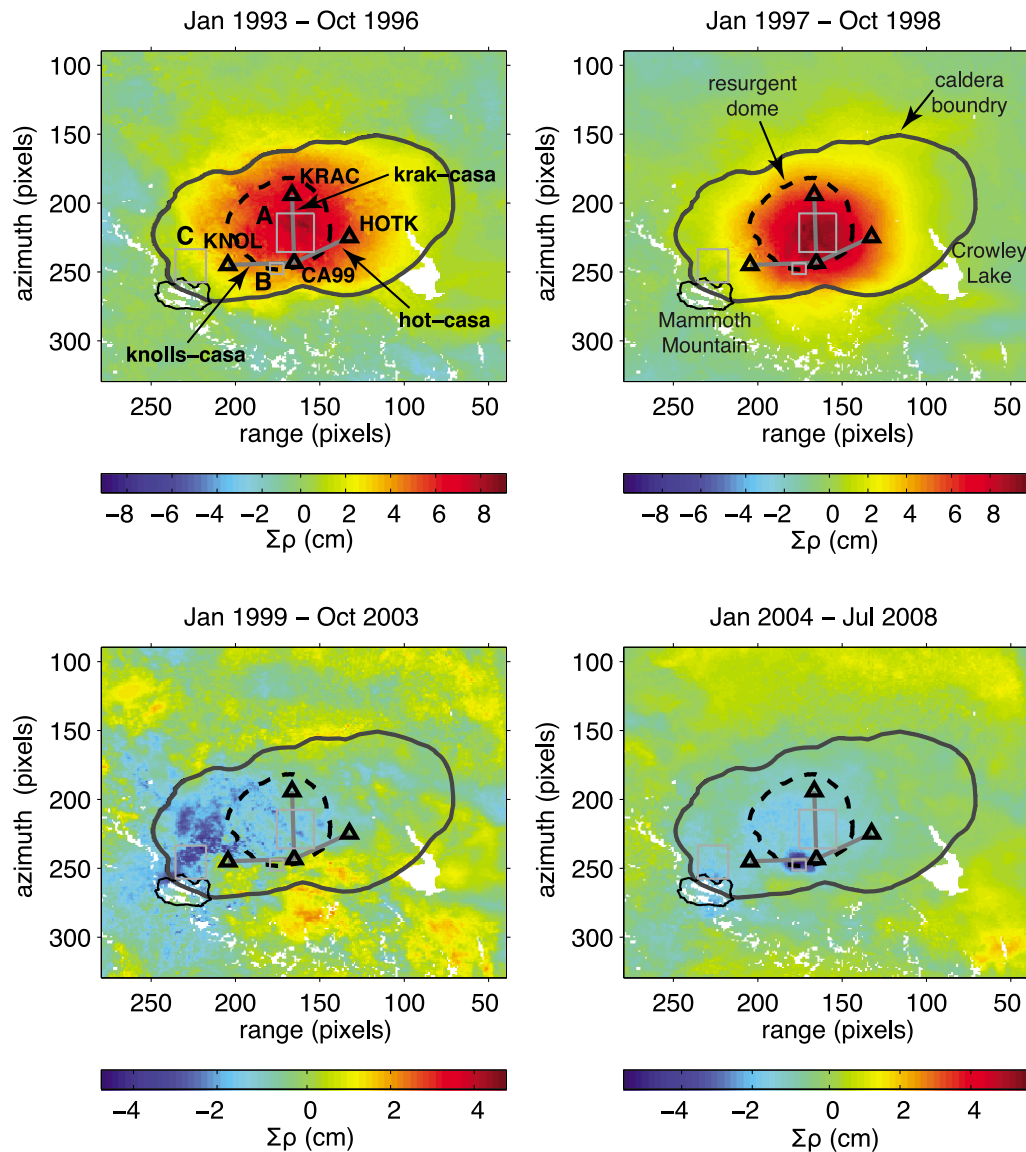 Jan 1993 – Oct 1996
Jan 1997 – Oct 1998
100
150
200
250
300
azimuth (pixels)
KRAC
krak–casa
A
HOTK
C
KNOL
B
CA99
hot–casa
knolls–casa
250
200
150
100
50
range (pixels)
−8
−6
−4
−2
0
2
4
6
8
Σρ (cm)
100
150
200
250
300
azimuth (pixels)
resurgent
dome
caldera
boundry
Crowley
Lake
Mammoth
Mountain
250
200
150
100
50
range (pixels)
−8
−6
−4
−2
0
2
4
6
8
Σρ (cm)
Jan 1999 – Oct 2003
Jan 2004 – Jul 2008
100
150
200
250
300
azimuth (pixels)
250
200
150
100
50
range (pixels)
−4
−2
0
2
4
Σρ (cm)
100
150
200
250
300
azimuth (pixels)
250
200
150
100
50
range (pixels)
−4
−2
0
2
4
Σρ (cm)